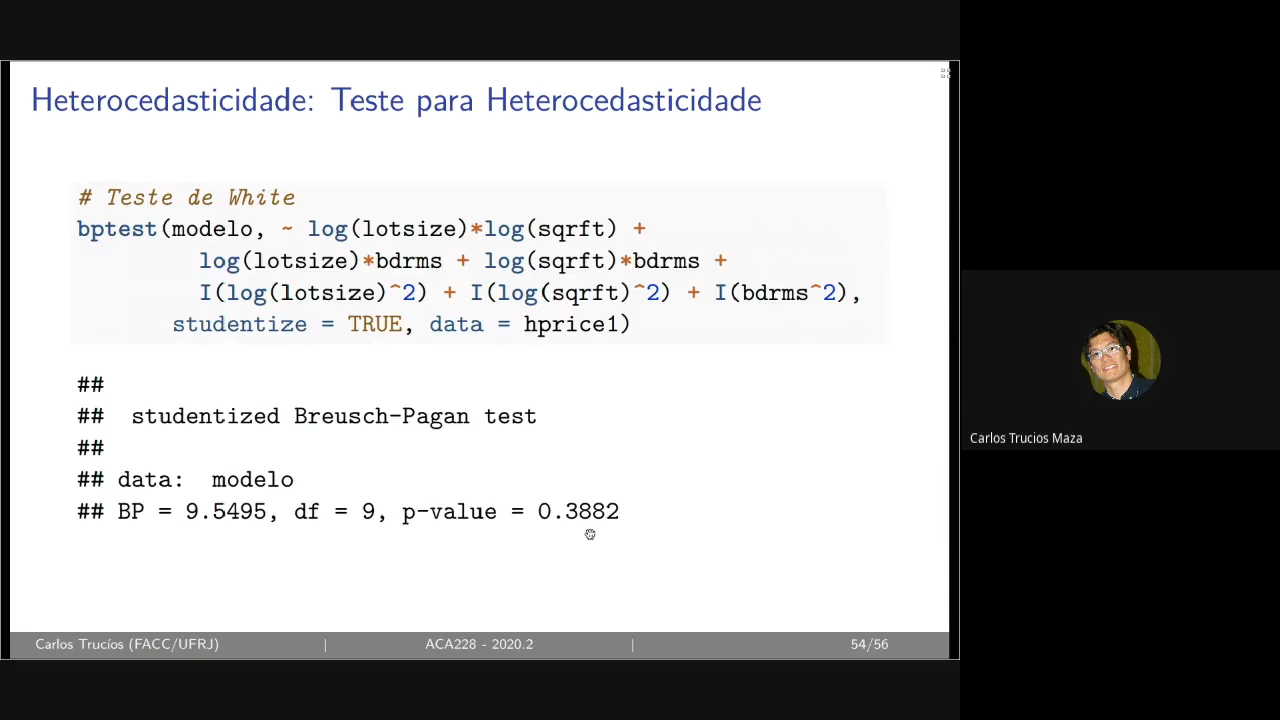 Heterocedasticidade: Teste para Heterocedasticidade
# Teste de White
bptest(modelo, ~ log(lotsize)*log(sqrft) +
log(lotsize)*bdrms + log(sqrft)*bdrms +
I(log(lotsize)^2) + I(log(sqrft)^2) + I(bdrms^2),
studentize = TRUE, data = hprice1)
##
## studentized Breusch-Pagan test
##
## data: modelo
## BP = 9.5495, df = 9, p-value = 0.3882
Carlos Trucíos (FACC/UFRJ) | ACA228 - 2020.2 | 54/56
Carlos Trucios Maza